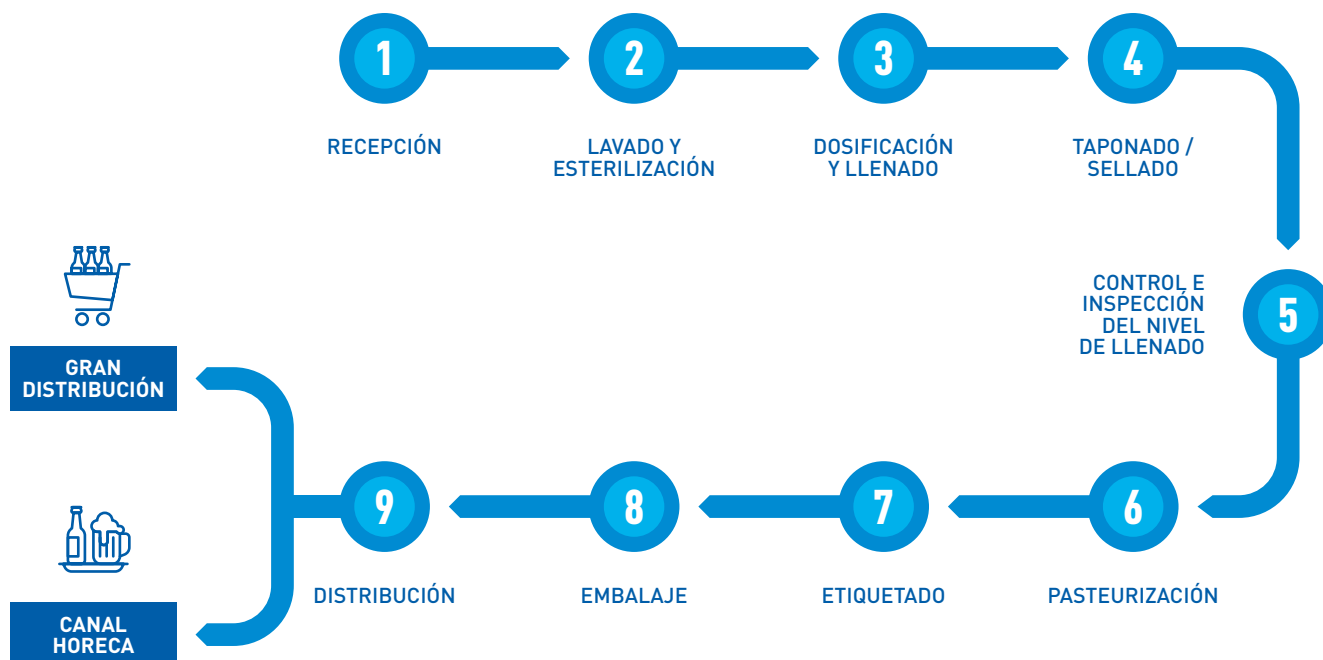 1
RECEPCIÓN
2
LAVADO Y
ESTERILIZACIÓN
3
DOSIFICACIÓN
Y LLENADO
4
TAPONADO /
SELLADO
5
CONTROL E
INSPECCIÓN
DEL NIVEL
DE LLENADO
6
PASTEURIZACIÓN
7
ETIQUETADO
8
EMBALAJE
9
DISTRIBUCIÓN
GRAN
DISTRIBUCIÓN
CANAL
HORECA